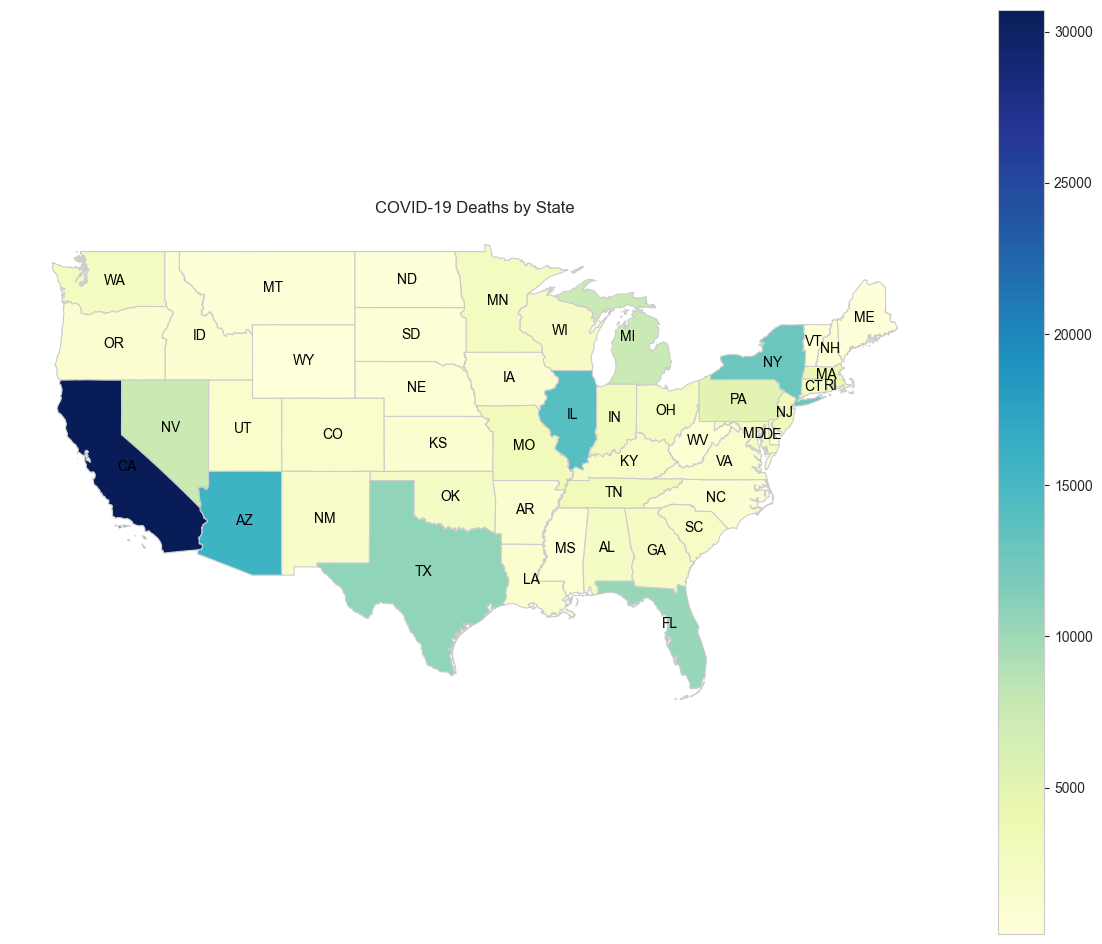 COVID-19 Deaths by State
WA
MT
ND
MN
ME
OR
ID
SD
WI
MI
VT
NH
WY
NY
NE
IA
MA
CT
RI
NV
UT
CO
KS
MO
IL
IN
OH
PA
NJ
CA
KY
WV
MD
DE
VA
AZ
NM
OK
AR
TN
NC
TX
LA
MS
AL
GA
SC
FL
30000
25000
20000
15000
10000
5000